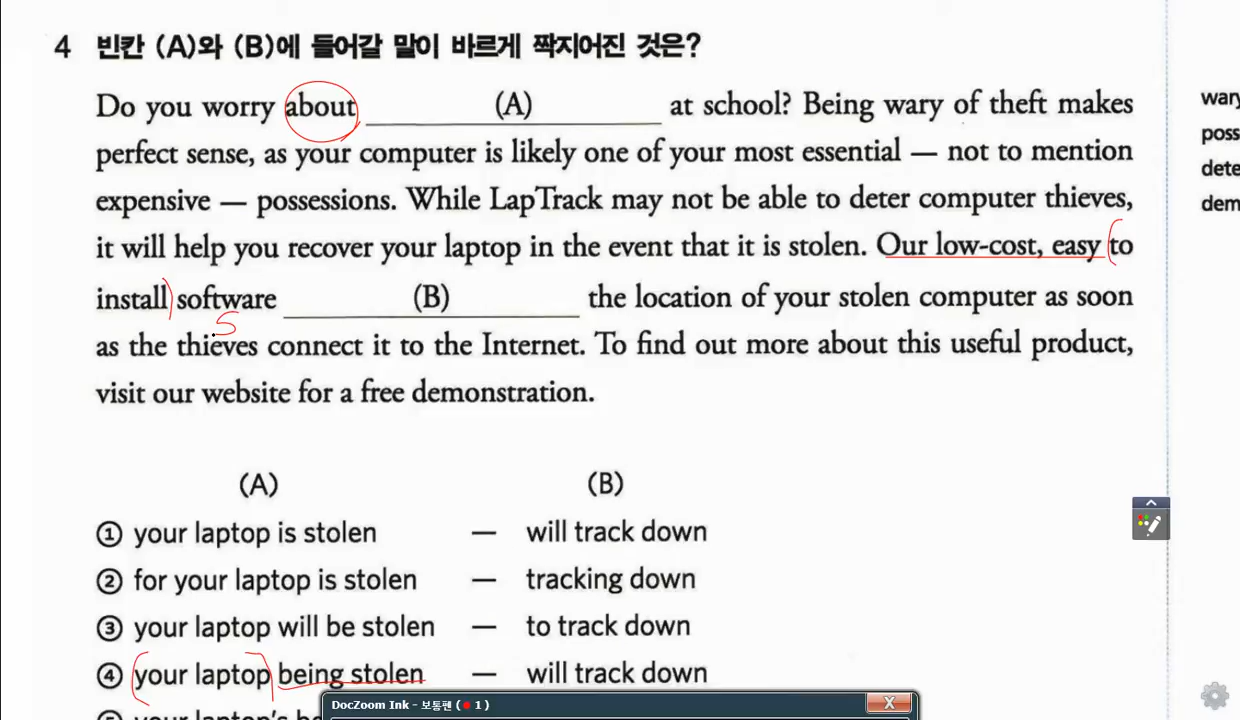 4 빈칸 (A)와 (B)에 들어갈 말이 바르게 짝지어진 것은?
Do you worry about (A) at school? Being wary of theft makes
perfect sense, as your computer is likely one of your most essential — not to mention
expensive — possessions. While LapTrack may not be able to deter computer thieves,
it will help you recover your laptop in the event that it is stolen. Our low-cost, easy to
install software (B) the location of your stolen computer as soon
S
as the thieves connect it to the Internet. To find out more about this useful product,
visit our website for a free demonstration.
wary
poss
dete
dem
(A) (B)
① your laptop is stolen — will track down
② for your laptop is stolen — tracking down
③ your laptop will be stolen — to track down
④ your laptop being stolen — will track down
DocZoom Ink - 보통펜 ( 1 )